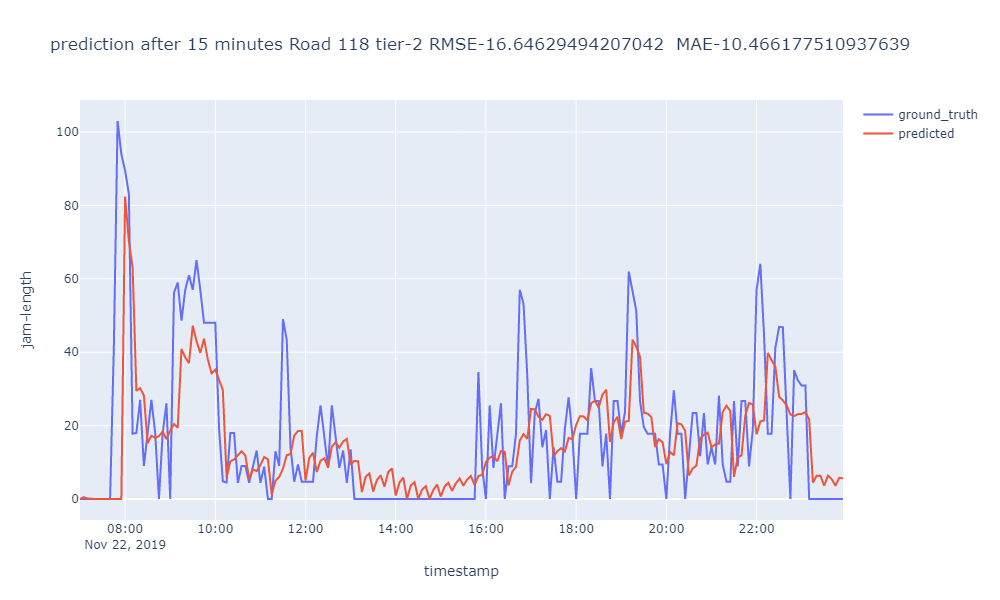 prediction after 15 minutes Road 118 tier-2 RMSE-16.64629494207042  MAE-10.466177510937639
ground_truth
predicted
100
80
60
40
20
0
jam-length
08:00 10:00 12:00 14:00 16:00 18:00 20:00 22:00
Nov 22, 2019
timestamp